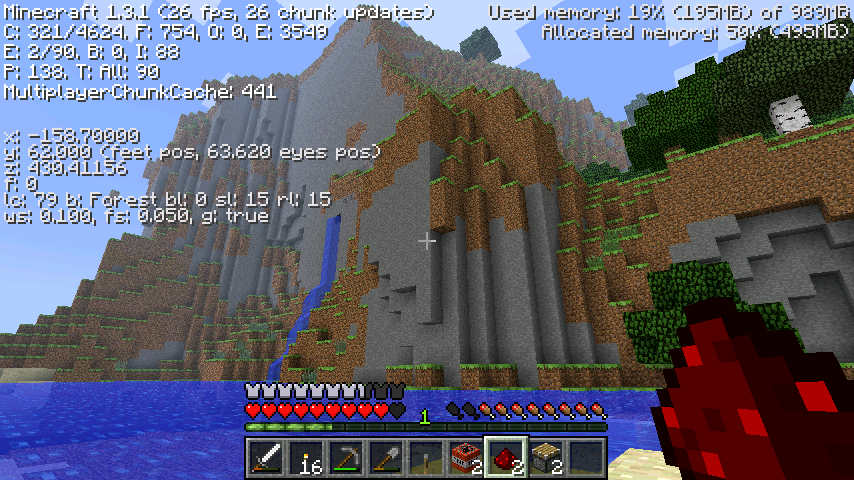 Minecraft 1.3.1 (26 fps, 26 chunk updates)
C: 321/4624, F: 754, O: 0, E: 3549
E: 2/90, B: 0, I: 88
P: 138, T: All: 90
MultiplayerChunkCache: 441
x: -158.70000
y: 62.000 (feet pos, 63.620 eyes pos)
z: 430.41156
f: 0
lc: 79 b: Forest bl: 0 sl: 15 rl: 15
ws: 0.100, fs: 0.050, g: true
Used memory: 19% (195MB) of 989MB
Allocated memory: 50% (495MB)
1
16 2 2 2